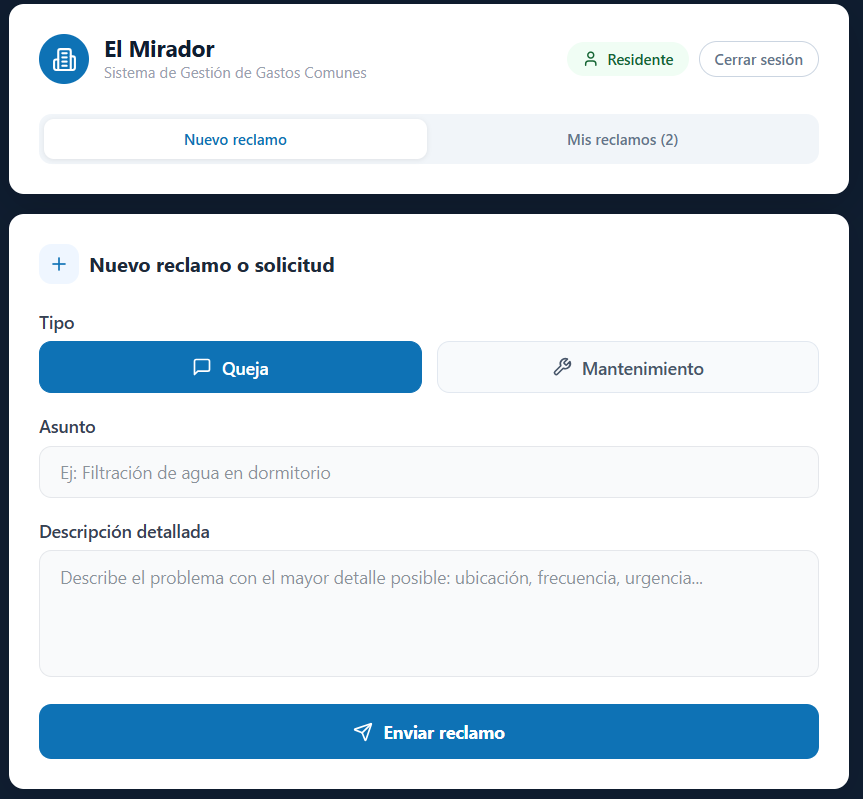 El Mirador
Sistema de Gestión de Gastos Comunes
Residente
Cerrar sesión
Nuevo reclamo
Mis reclamos (2)
Nuevo reclamo o solicitud
Tipo
Queja
Mantenimiento
Asunto
Ej: Filtración de agua en dormitorio
Descripción detallada
Describe el problema con el mayor detalle posible: ubicación, frecuencia, urgencia...
Enviar reclamo